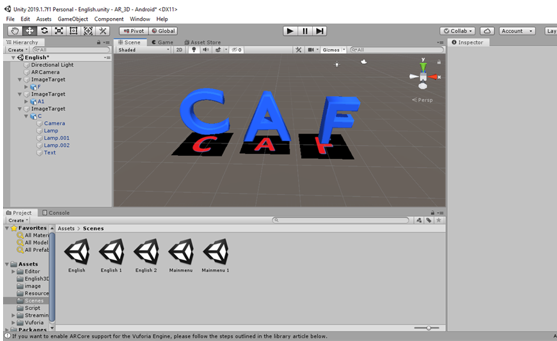 Unity 2019.1.7f1 Personal - English.unity - AR_3D - Android* <DX11>
File Edit Assets GameObject Component Window Help
Pivot Global Collab Account Lay
Hierarchy Scene Game Asset Store Inspector
Create All Shaded 2D 0 Gizmos All
English*
Directional Light
ARCamera
ImageTarget
F
ImageTarget
A1
ImageTarget
C
Camera
Lamp
Lamp.001
Lamp.002
Text
y
x
Persp
C A F
C A
Project Console
Create
Favorites Assets > Scenes
All Mater
All Model
All Prefab
Assets
Editor
English3D
image
Resource
Scenes
Script
Streamin
Vuforia
Packages
English English 1 English 2 Mainmenu Mainmenu 1
If you want to enable ARCore support for the Vuforia Engine, please follow the steps outlined in the library article below.